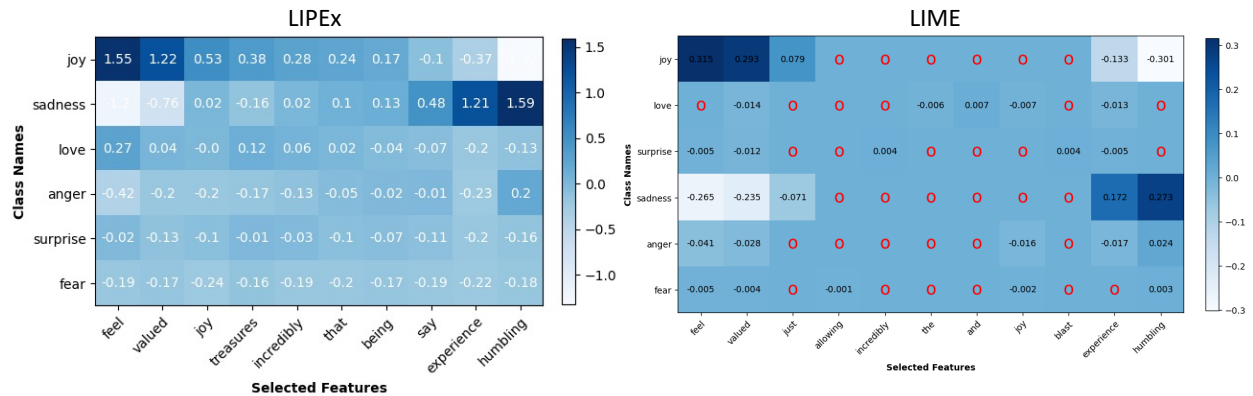 LIPEx
Class Names
joy 1.55 1.22 0.53 0.38 0.28 0.24 0.17 -0.1 -0.37
sadness -0.76 0.02 -0.16 0.02 0.1 0.13 0.48 1.21 1.59
love 0.27 0.04 -0.0 0.12 0.06 0.02 -0.04 -0.07 -0.2 -0.13
anger -0.42 -0.2 -0.2 -0.17 -0.13 -0.05 -0.02 -0.01 -0.23 0.2
surprise -0.02 -0.13 -0.1 -0.01 -0.03 -0.1 -0.07 -0.11 -0.2 -0.16
fear -0.19 -0.17 -0.24 -0.16 -0.19 -0.2 -0.17 -0.19 -0.22 -0.18
feel valued joy treasures incredibly that being say experience humbling
Selected Features
1.5
1.0
0.5
0.0
-0.5
-1.0
LIME
Class Names
joy 0.315 0.293 0.079 O O O O O O -0.133 -0.301
love O -0.014 O O O -0.006 0.007 -0.007 O -0.013 O
surprise -0.005 -0.012 O O 0.004 O O O 0.004 -0.005 O
sadness -0.265 -0.235 -0.071 O O O O O O 0.172 0.273
anger -0.041 -0.028 O O O O O -0.016 O -0.017 0.024
fear -0.005 -0.004 O -0.001 O O O -0.002 O O 0.003
feel valued just allowing incredibly the and joy blast experience humbling
Selected Features
0.3
0.2
0.1
0.0
-0.1
-0.2
-0.3